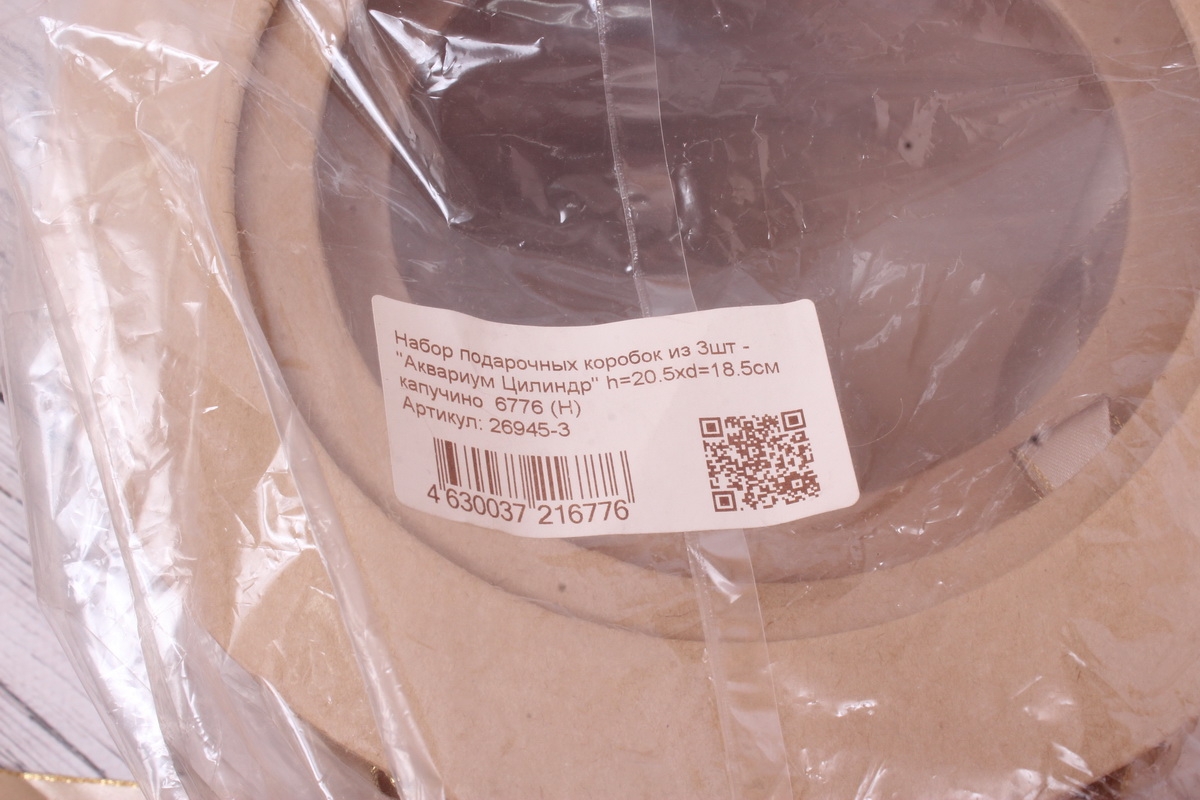 Набор подарочных коробок из 3шт -
"Аквариум Цилиндр" h=20.5xd=18.5см
капучино 6776 (Н)
Артикул: 26945-3
4 630037 216776